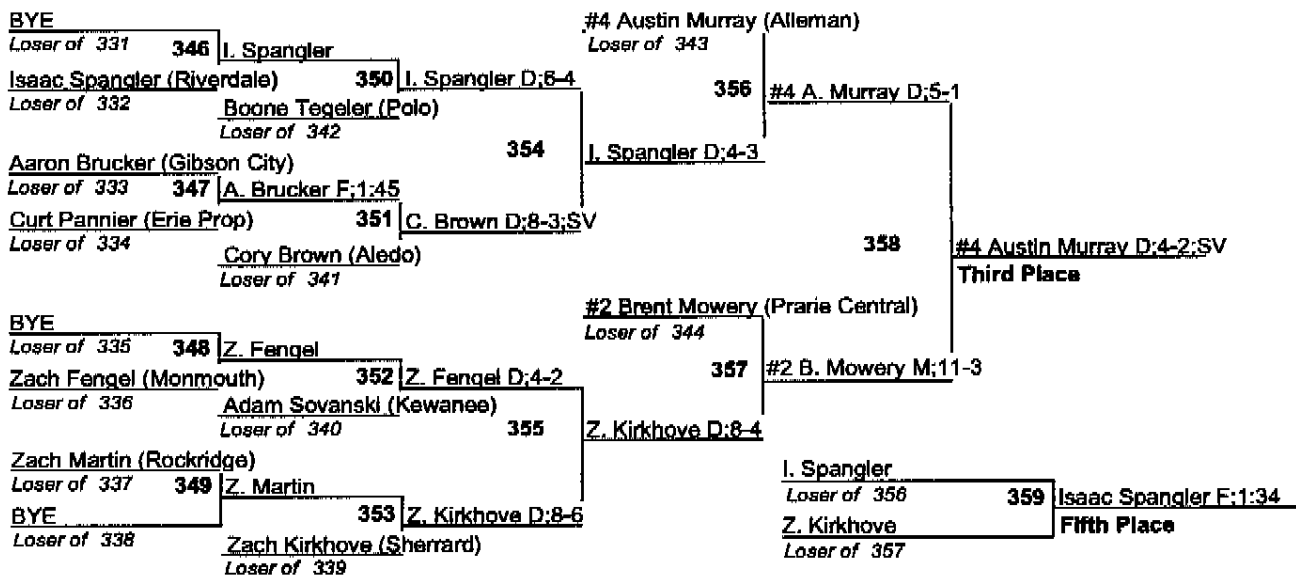 BYE
Loser of 331
346
I. Spangler
Isaac Spangler (Riverdale)
Loser of 332
350
I. Spangler D;6-4
Boone Tegeler (Polo)
Loser of 342
354
I. Spangler D;4-3
Aaron Brucker (Gibson City)
Loser of 333
347
A. Brucker F;1:45
Curt Pannier (Erie Prop)
Loser of 334
351
C. Brown D;8-3;SV
Cory Brown (Aledo)
Loser of 341
#4 Austin Murray (Alleman)
Loser of 343
356
#4 A. Murray D;5-1
358
#4 Austin Murray D;4-2;SV
Third Place
BYE
Loser of 335
348
Z. Fengel
Zach Fengel (Monmouth)
Loser of 336
352
Z. Fengel D;4-2
Adam Sovanski (Kewanee)
Loser of 340
355
Z. Kirkhove D;8-4
Zach Martin (Rockridge)
Loser of 337
349
Z. Martin
BYE
Loser of 338
353
Z. Kirkhove D;8-6
Zach Kirkhove (Sherrard)
Loser of 339
#2 Brent Mowery (Prarie Central)
Loser of 344
357
#2 B. Mowery M;11-3
I. Spangler
Loser of 356
359
Isaac Spangler F;1:34
Z. Kirkhove
Fifth Place
Loser of 357